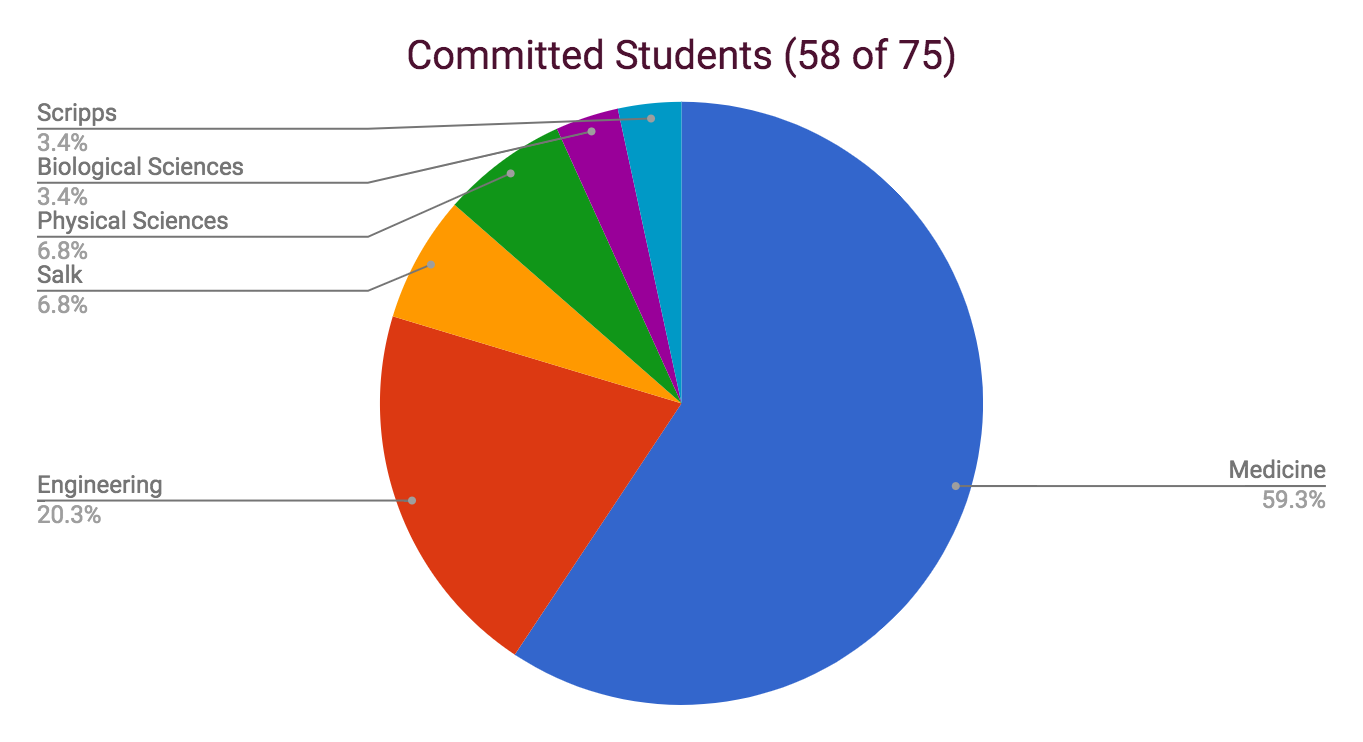 Committed Students (58 of 75)
Scripps
3.4%
Biological Sciences
3.4%
Physical Sciences
6.8%
Salk
6.8%
Engineering
20.3%
Medicine
59.3%